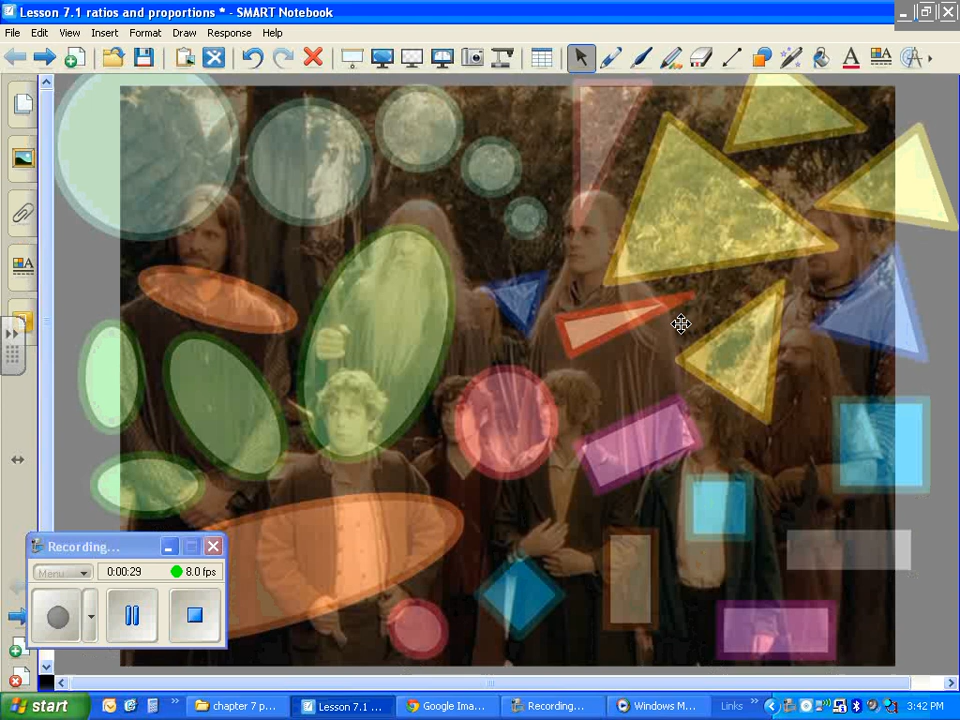 Lesson 7.1 ratios and proportions * - SMART Notebook
File Edit View Insert Format Draw Response Help
Recording...
Menu 0:00:29 8.0 fps
start chapter 7 p... Lesson 7.1 ... Google Ima... Recording... Windows M... Links 3:42 PM